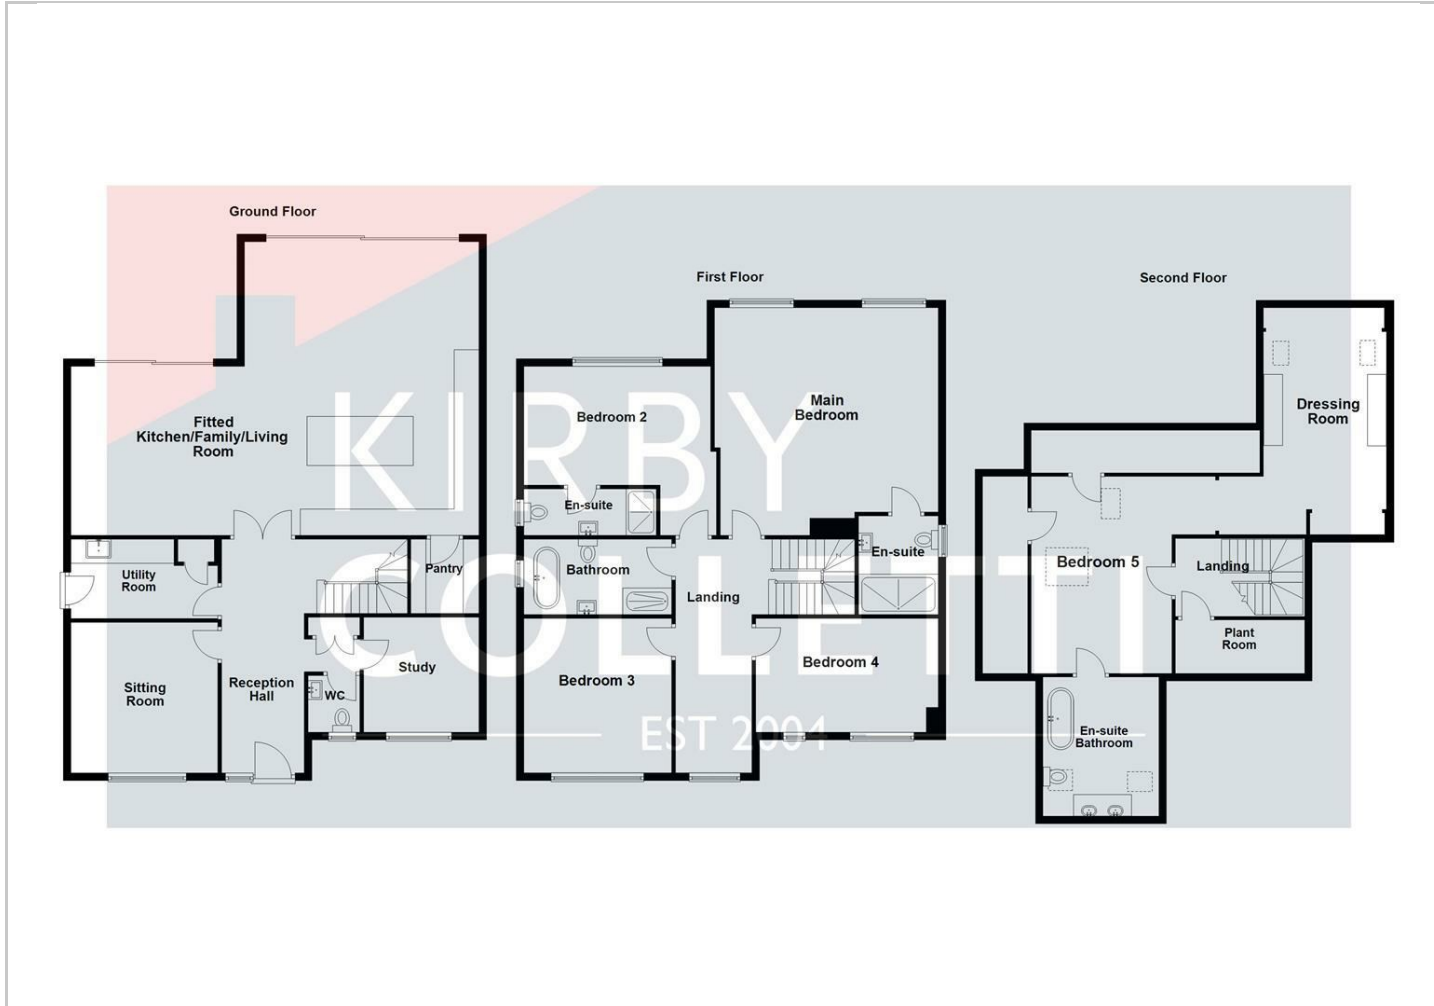 Ground Floor
Fitted
Kitchen/Family/Living
Room
Utility
Room
Pantry
Sitting
Room
Reception
Hall
WC
Study
First Floor
Bedroom 2
Main
Bedroom
En-suite
Bathroom
En-suite
Landing
Bedroom 3
Bedroom 4
Second Floor
Dressing
Room
Bedroom 5
Landing
Plant
Room
En-suite
Bathroom
KIRBY
COLLETTI
EST 2004